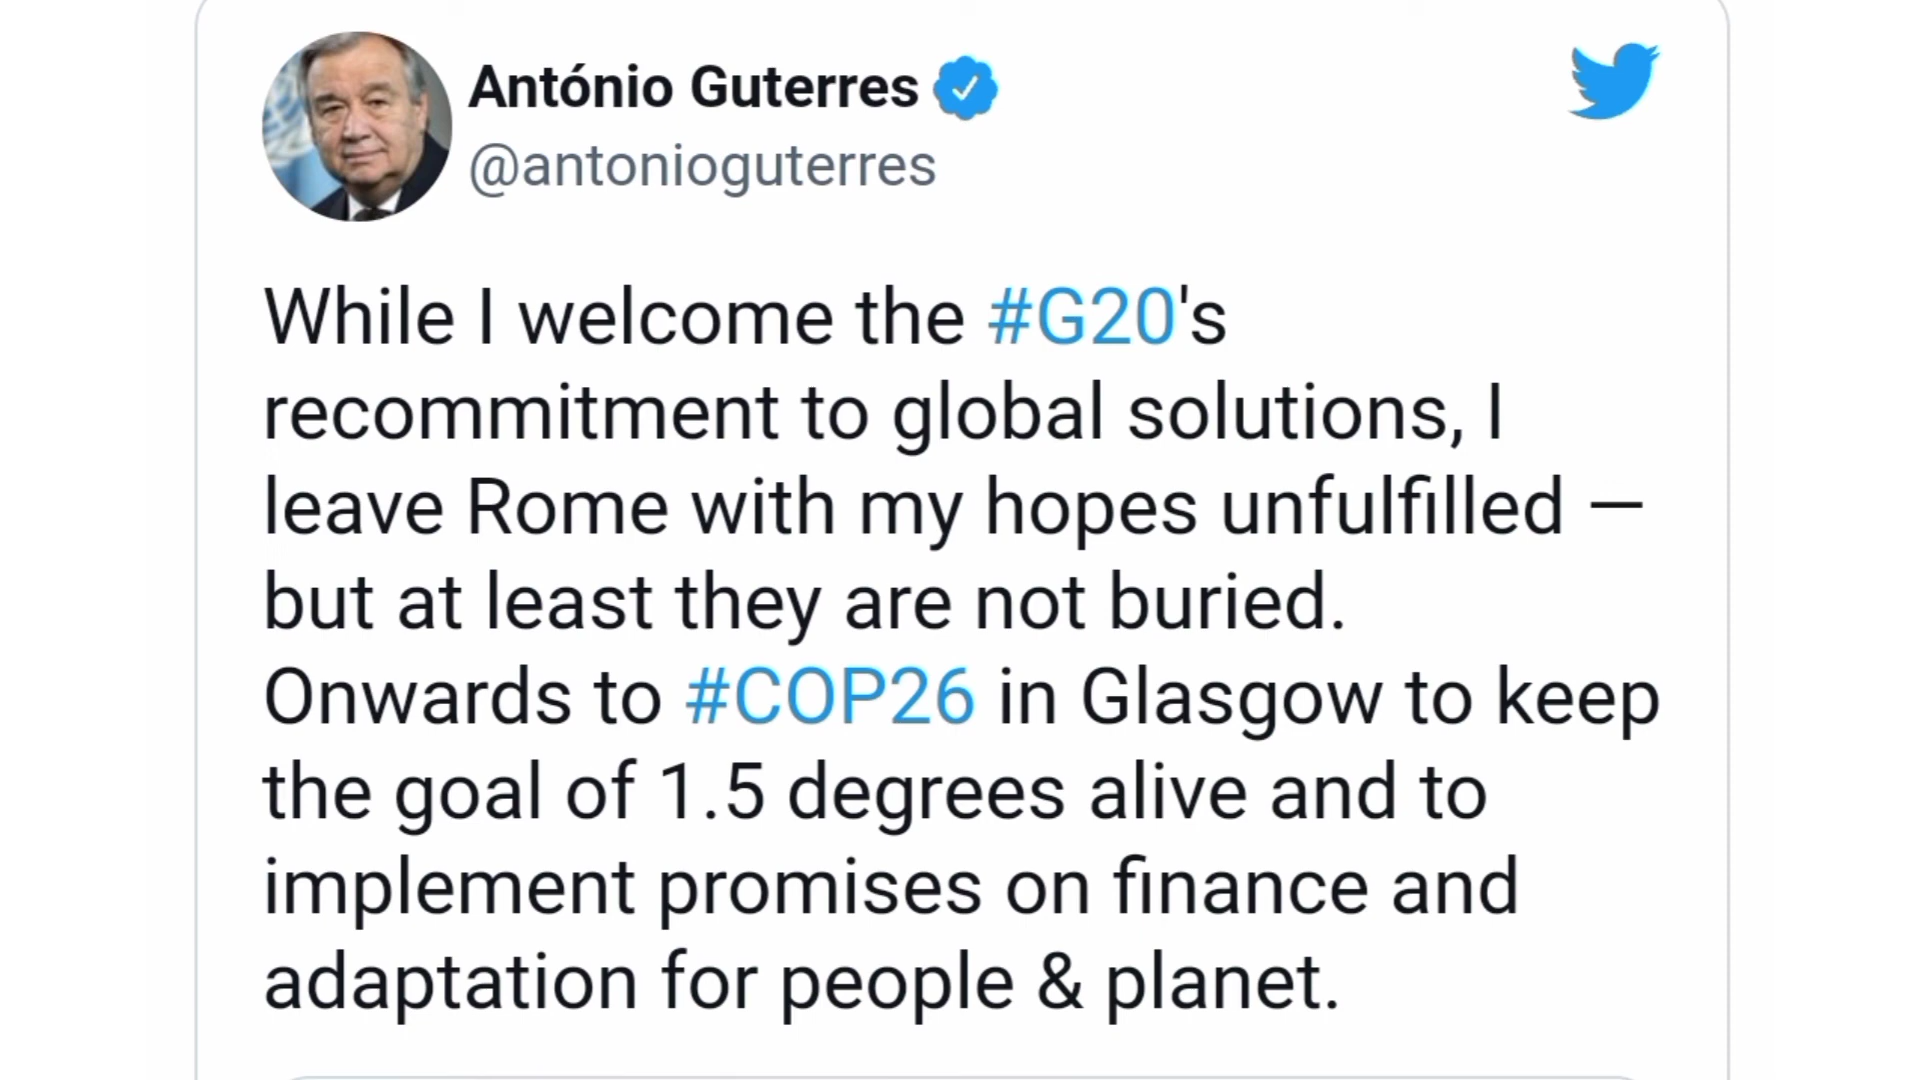 António Guterres
@antonioguterres
While I welcome the #G20's
recommitment to global solutions, I
leave Rome with my hopes unfulfilled —
but at least they are not buried.
Onwards to #COP26 in Glasgow to keep
the goal of 1.5 degrees alive and to
implement promises on finance and
adaptation for people & planet.